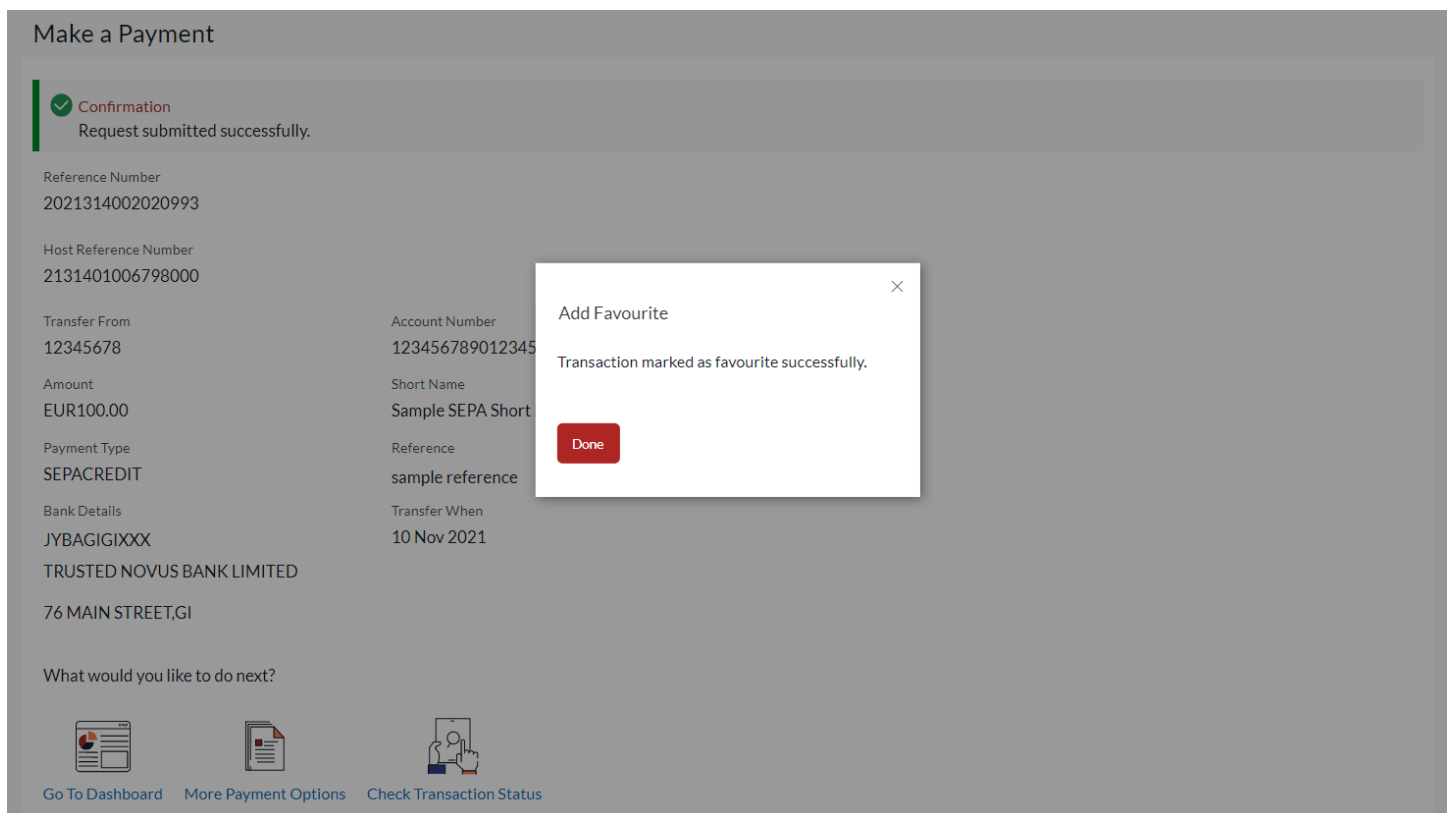 Make a Payment
Confirmation
Request submitted successfully.
Reference Number
2021314002020993
Host Reference Number
2131401006798000
Transfer From
12345678
Account Number
123456789012345
Amount
EUR100.00
Short Name
Sample SEPA Short
Payment Type
SEPACREDIT
Reference
sample reference
Bank Details
JYBAGIGIXXX
TRUSTED NOVUS BANK LIMITED
76 MAIN STREET,GI
Transfer When
10 Nov 2021
Add Favourite
Transaction marked as favourite successfully.
Done
What would you like to do next?
Go To Dashboard
More Payment Options
Check Transaction Status